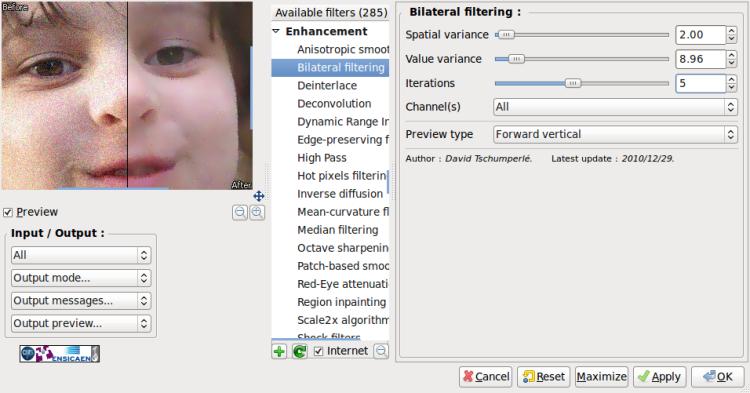 Before
After
Preview
Input / Output :
All
Output mode...
Output messages...
Output preview...
ENSICAEN
Available filters (285)
Enhancement
Anisotropic smoot
Bilateral filtering
Deinterlace
Deconvolution
Dynamic Range In
Edge-preserving f
High Pass
Hot pixels filterin
Inverse diffusion
Mean-curvature fl
Median filtering
Octave sharpenin
Patch-based smoo
Red-Eye attenuati
Region inpainting
Scale2x algorithm
Shock filters
Internet
Bilateral filtering :
Spatial variance 2.00
Value variance 8.96
Iterations 5
Channel(s) All
Preview type Forward vertical
Author : David Tschumperlé. Latest update : 2010/12/29.
Cancel Reset Maximize Apply OK